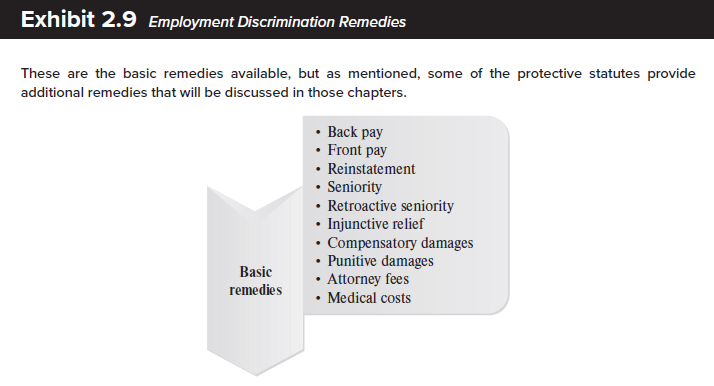 Exhibit 2.9 Employment Discrimination Remedies
These are the basic remedies available, but as mentioned, some of the protective statutes provide
additional remedies that will be discussed in those chapters.
• Back pay
• Front pay
• Reinstatement
• Seniority
• Retroactive seniority
• Injunctive relief
• Compensatory damages
• Punitive damages
• Attorney fees
• Medical costs
Basic
remedies